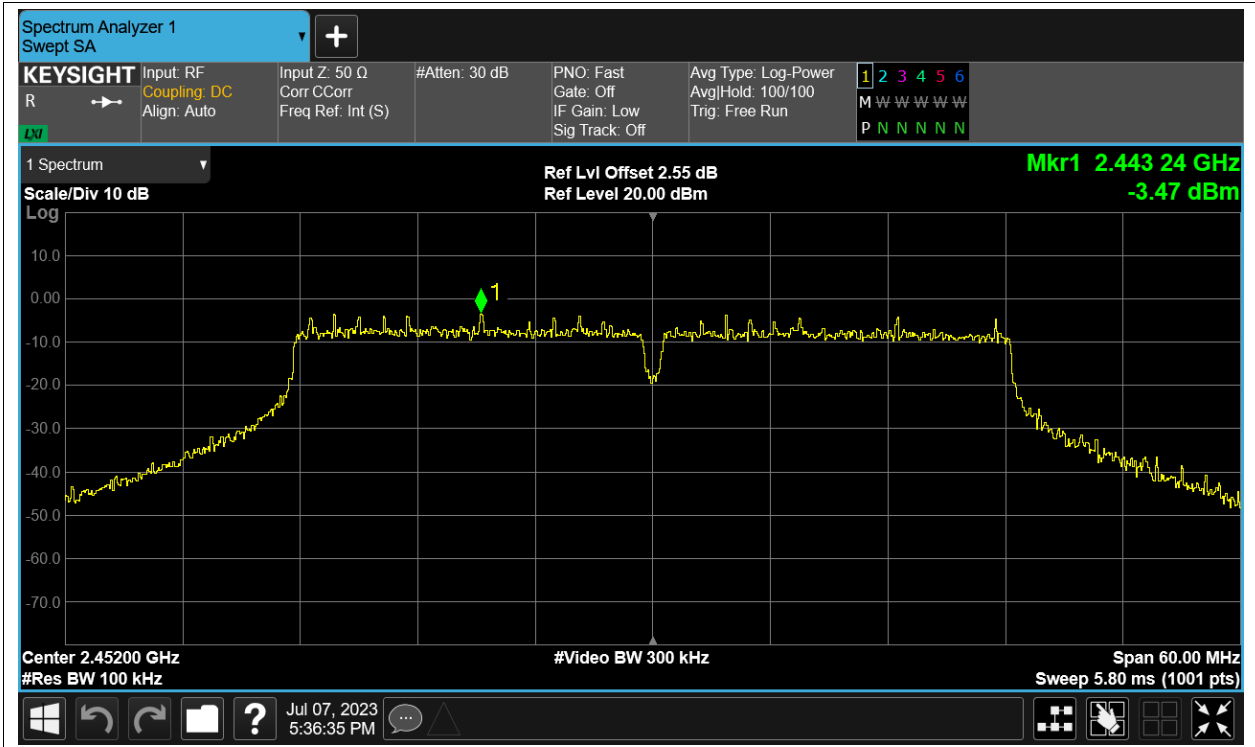 Spectrum Analyzer 1
Swept SA
KEYSIGHT
R
LXI
Input: RF
Coupling: DC
Align: Auto
Input Z: 50 Ω
Corr CCorr
Freq Ref: Int (S)
#Atten: 30 dB
PNO: Fast
Gate: Off
IF Gain: Low
Sig Track: Off
Avg Type: Log-Power
Avg|Hold: 100/100
Trig: Free Run
1 2 3 4 5 6
M W W W W W
P N N N N N
1 Spectrum
Scale/Div 10 dB
Log
Ref Lvl Offset 2.55 dB
Ref Level 20.00 dBm
Mkr1 2.443 24 GHz
-3.47 dBm
10.0
0.00
-10.0
-20.0
-30.0
-40.0
-50.0
-60.0
-70.0
1
Center 2.45200 GHz
#Res BW 100 kHz
#Video BW 300 kHz
Span 60.00 MHz
Sweep 5.80 ms (1001 pts)
?
Jul 07, 2023
5:36:35 PM